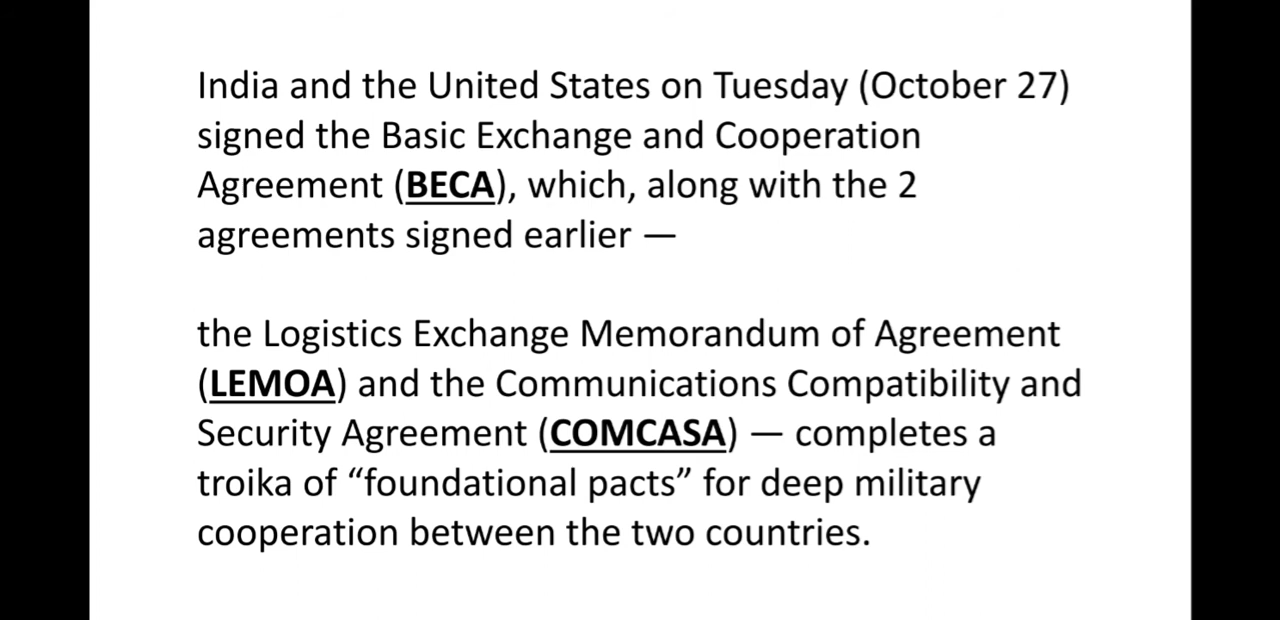 India and the United States on Tuesday (October 27)
signed the Basic Exchange and Cooperation
Agreement (BECA), which, along with the 2
agreements signed earlier —
the Logistics Exchange Memorandum of Agreement
(LEMOA) and the Communications Compatibility and
Security Agreement (COMCASA) — completes a
troika of “foundational pacts” for deep military
cooperation between the two countries.